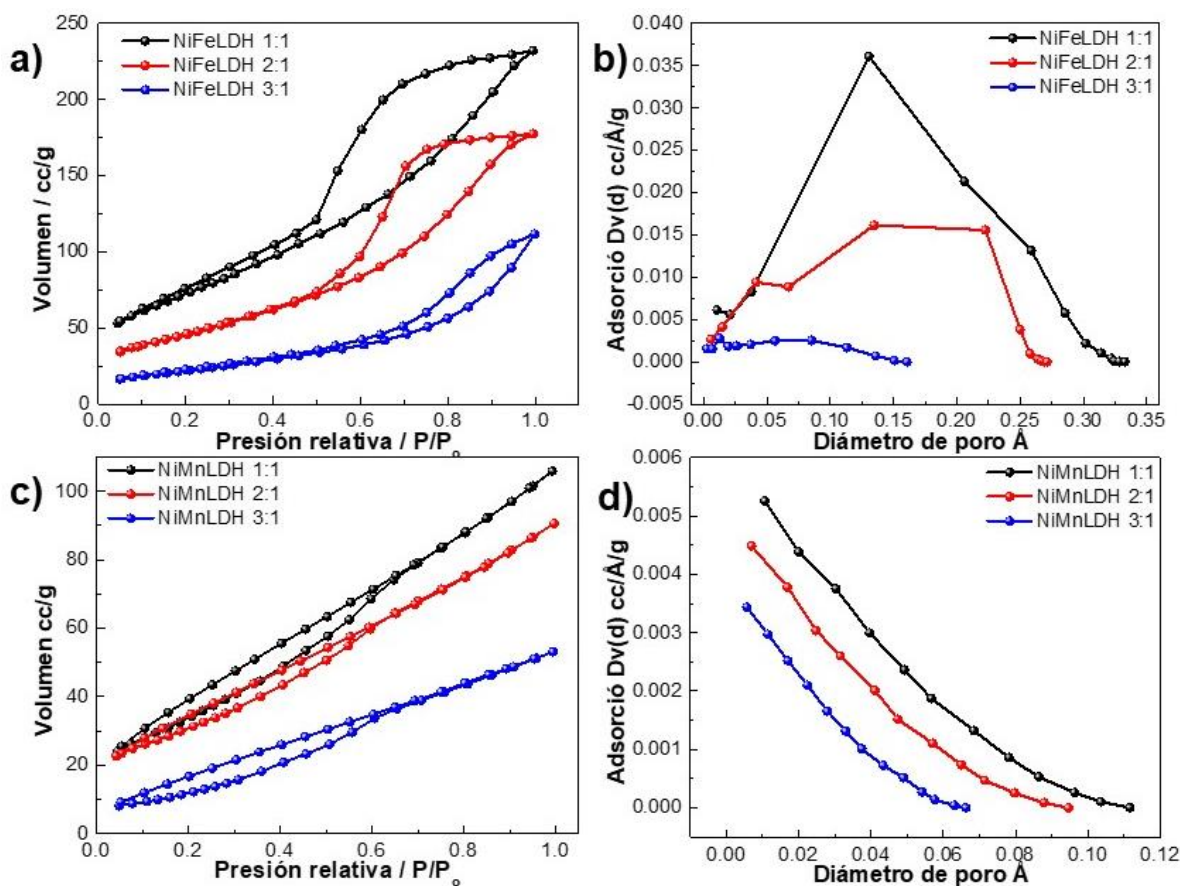 a)
NiFeLDH 1:1
NiFeLDH 2:1
NiFeLDH 3:1
Volumen / cc/g
250
200
150
100
50
0
0.0 0.2 0.4 0.6 0.8 1.0
Presión relativa / P/Po
b)
NiFeLDH 1:1
NiFeLDH 2:1
NiFeLDH 3:1
Adsorció Dv(d) cc/Å/g
0.040
0.035
0.030
0.025
0.020
0.015
0.010
0.005
0.000
-0.005
0.00 0.05 0.10 0.15 0.20 0.25 0.30 0.35
Diámetro de poro Å
c)
NiMnLDH 1:1
NiMnLDH 2:1
NiMnLDH 3:1
Volumen cc/g
100
80
60
40
20
0
0.0 0.2 0.4 0.6 0.8 1.0
Presión relativa / P/Po
d)
NiMnLDH 1:1
NiMnLDH 2:1
NiMnLDH 3:1
Adsorció Dv(d) cc/Å/g
0.006
0.005
0.004
0.003
0.002
0.001
0.000
0.00 0.02 0.04 0.06 0.08 0.10 0.12
Diámetro de poro Å